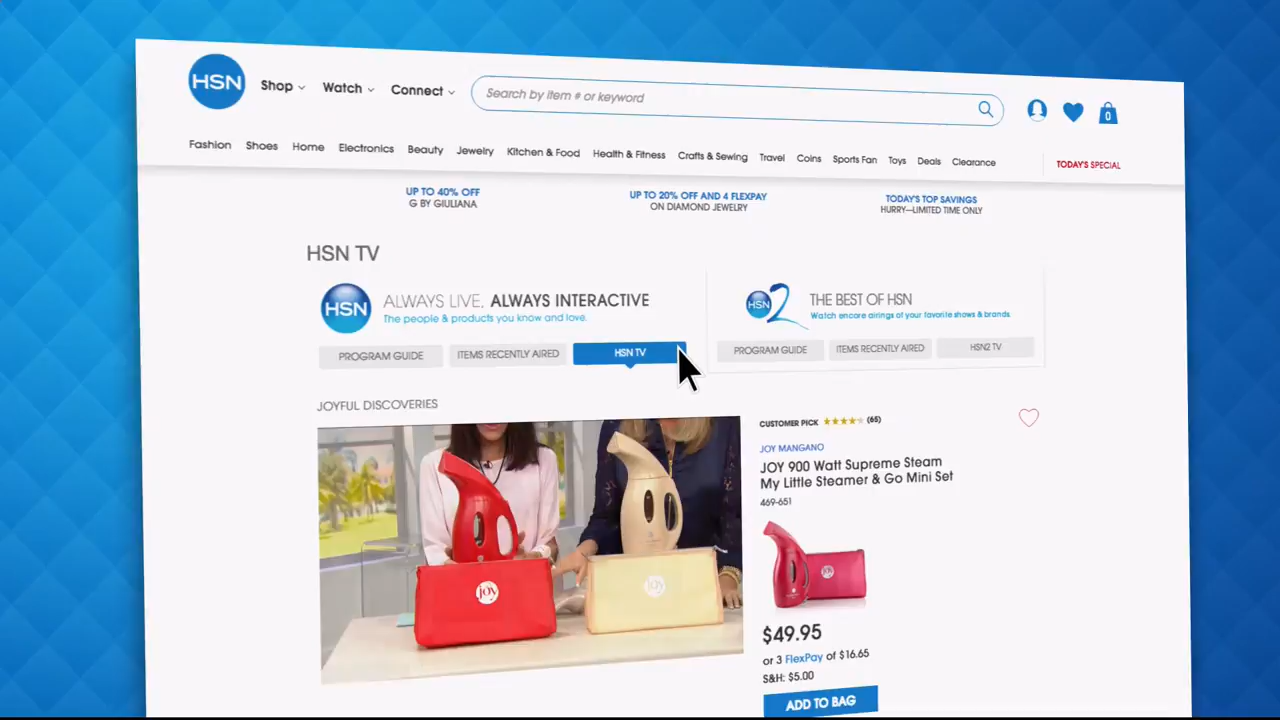 HSN
Shop
Watch
Connect
Search by item # or keyword
0
Fashion
Shoes
Home
Electronics
Beauty
Jewelry
Kitchen & Food
Health & Fitness
Crafts & Sewing
Travel
Coins
Sports Fan
Toys
Deals
Clearance
TODAY'S SPECIAL
UP TO 40% OFF
G BY GIULIANA
UP TO 20% OFF AND 4 FLEXPAY
ON DIAMOND JEWELRY
TODAY'S TOP SAVINGS
HURRY—LIMITED TIME ONLY
HSN TV
HSN
ALWAYS LIVE, ALWAYS INTERACTIVE
The people & products you know and love.
PROGRAM GUIDE
ITEMS RECENTLY AIRED
HSN TV
HSN2
THE BEST OF HSN
Watch encore airings of your favorite shows & brands.
PROGRAM GUIDE
ITEMS RECENTLY AIRED
HSN2 TV
JOYFUL DISCOVERIES
joy
joy
CUSTOMER PICK
(65)
JOY MANGANO
JOY 900 Watt Supreme Steam
My Little Steamer & Go Mini Set
469-651
joy
$49.95
or 3 FlexPay of $16.65
S&H: $5.00
ADD TO BAG